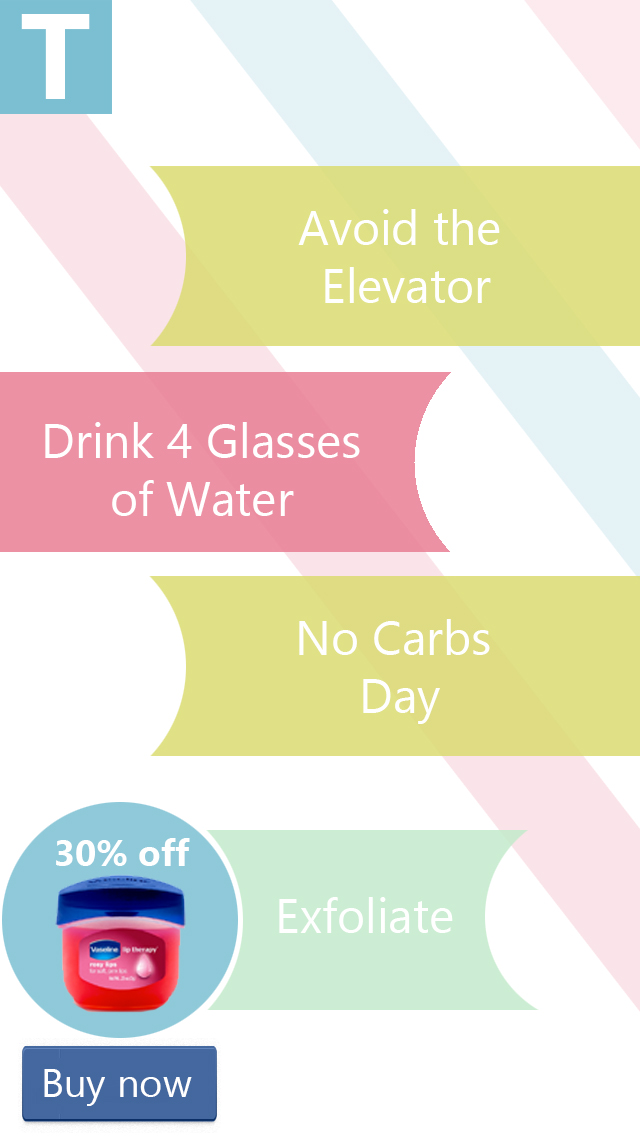 T
Avoid the
Elevator
Drink 4 Glasses
of Water
No Carbs
Day
30% off
Vaseline lip therapy
rosy lips
Exfoliate
Buy now